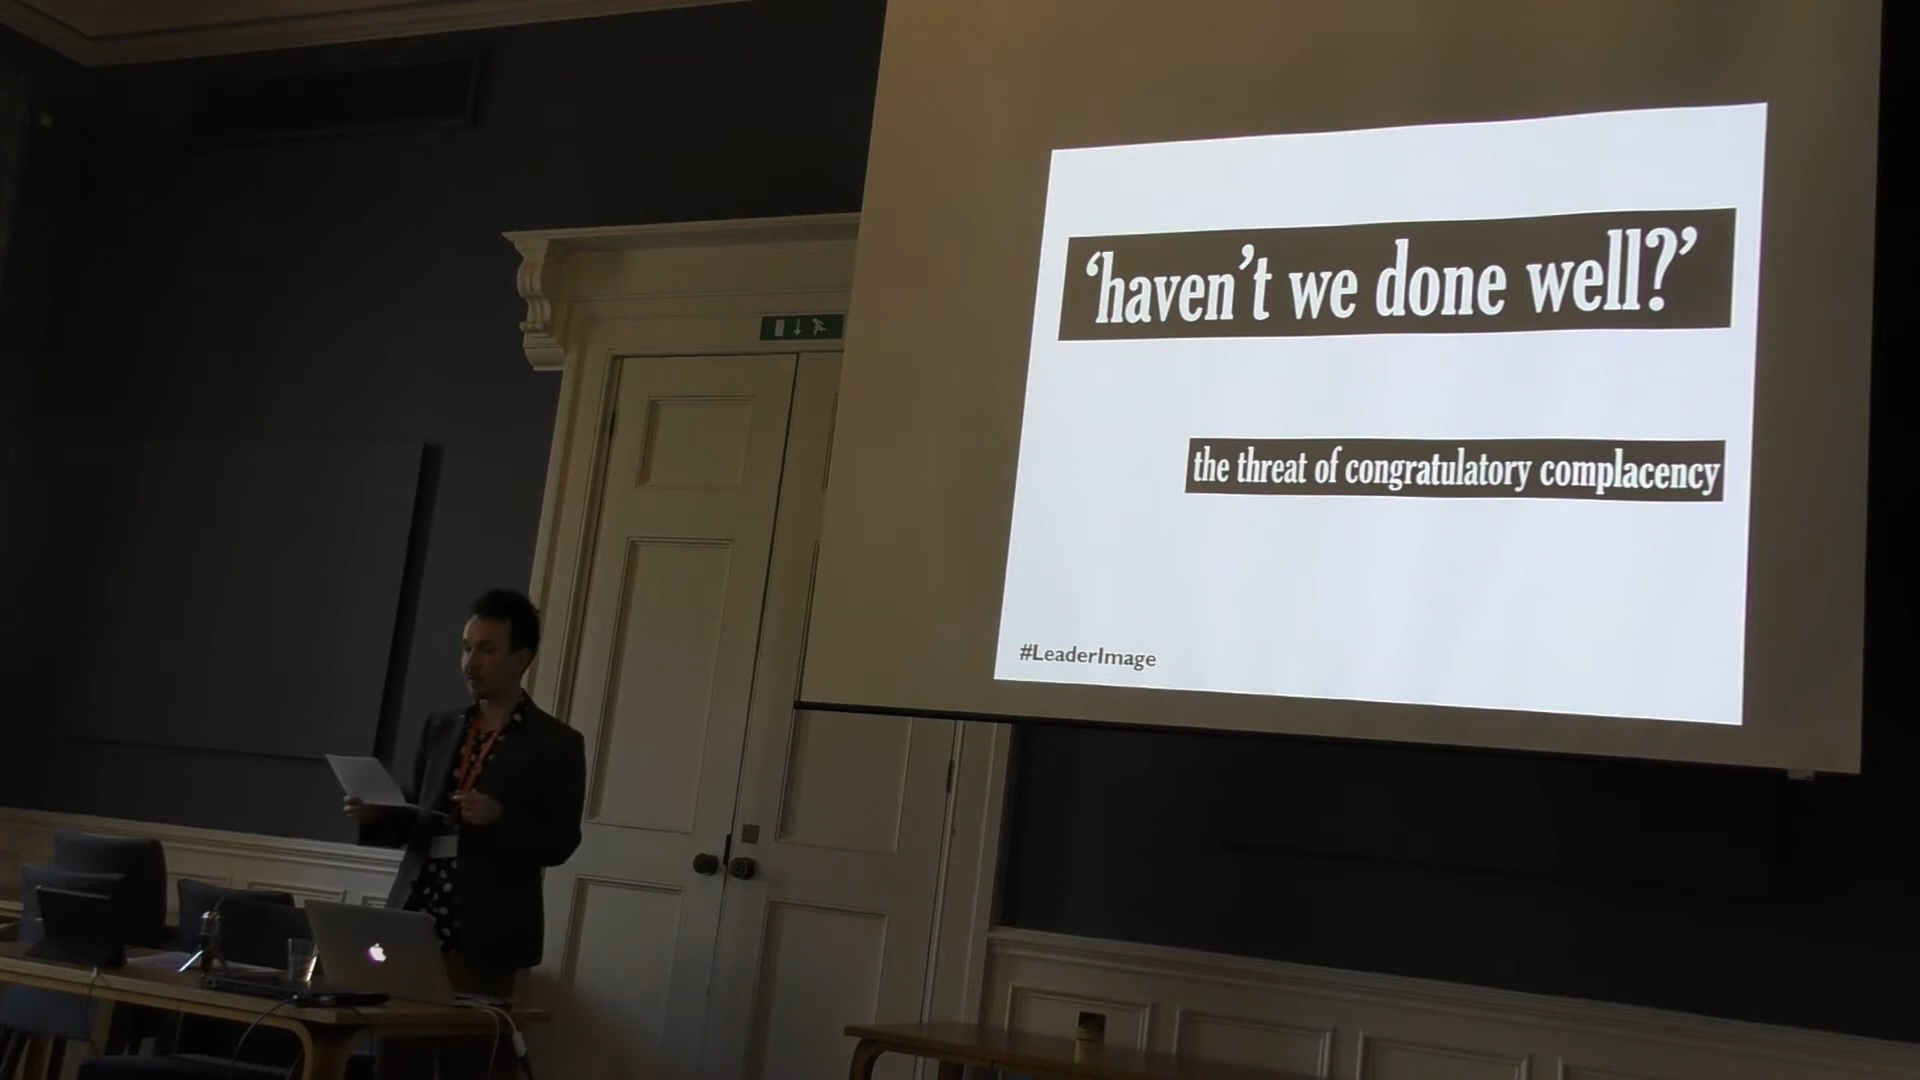 ‘haven’t we done well?’
the threat of congratulatory complacency
#LeaderImage